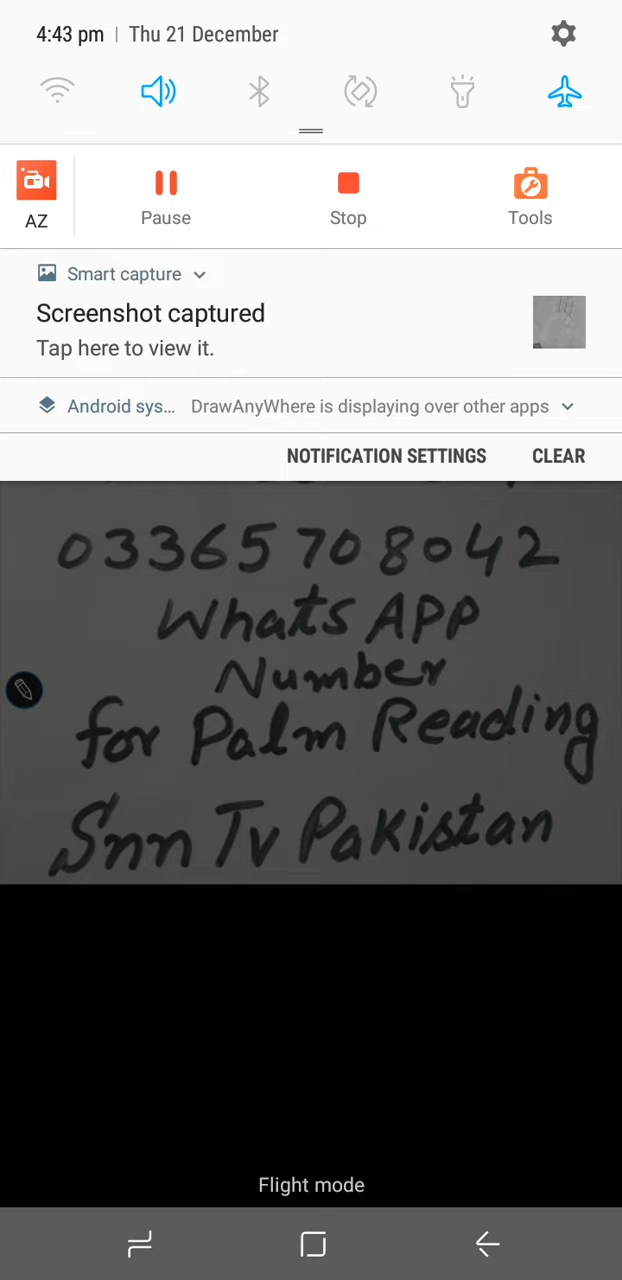 4:43 pm | Thu 21 December
AZ
Pause
Stop
Tools
Smart capture
Screenshot captured
Tap here to view it.
Android sys... DrawAnyWhere is displaying over other apps
NOTIFICATION SETTINGS CLEAR
03365708042
Whats APP
Number
for Palm Reading
Snn Tv Pakistan
Flight mode